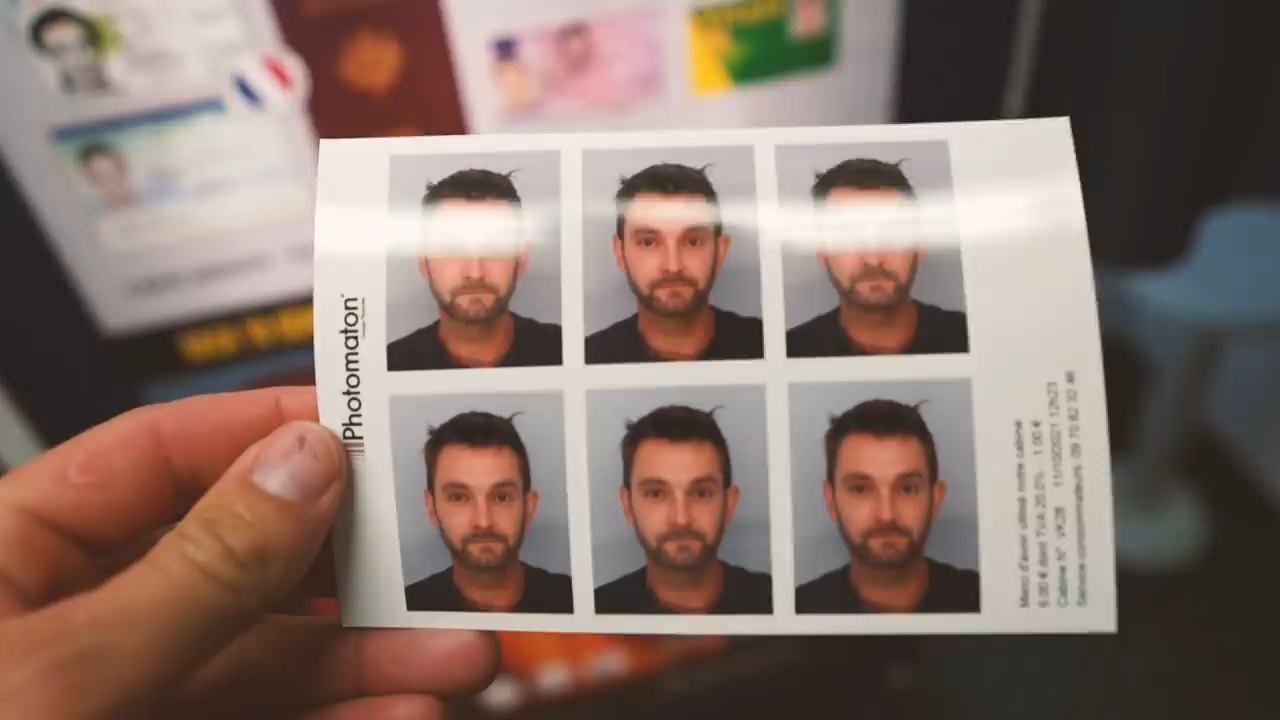 Photomaton
Merci d'avoir utilisé notre cabine
6.00 € dont TVA 20.0% : 1.00 €
Cabine N° VK28 11/10/2021 12h23
Service consommateurs 09 70 82 10 46